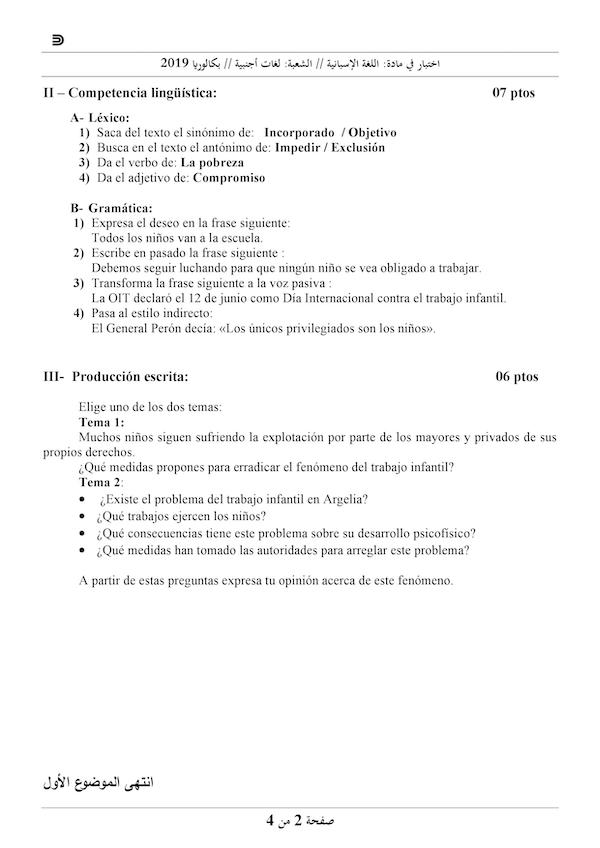 اختبار في مادة: اللغة الإسبانية // الشعبة: لغات أجنبية // بكالوريا 2019
II – Competencia lingüística: 07 ptos
A- Léxico:
1) Saca del texto el sinónimo de: Incorporado / Objetivo
2) Busca en el texto el antónimo de: Impedir / Exclusión
3) Da el verbo de: La pobreza
4) Da el adjetivo de: Compromiso
B- Gramática:
1) Expresa el deseo en la frase siguiente:
Todos los niños van a la escuela.
2) Escribe en pasado la frase siguiente :
Debemos seguir luchando para que ningún niño se vea obligado a trabajar.
3) Transforma la frase siguiente a la voz pasiva :
La OIT declaró el 12 de junio como Día Internacional contra el trabajo infantil.
4) Pasa al estilo indirecto:
El General Perón decía: «Los únicos privilegiados son los niños».
III- Producción escrita: 06 ptos
Elige uno de los dos temas:
Tema 1:
Muchos niños siguen sufriendo la explotación por parte de los mayores y privados de sus
propios derechos.
¿Qué medidas propones para erradicar el fenómeno del trabajo infantil?
Tema 2:
• ¿Existe el problema del trabajo infantil en Argelia?
• ¿Qué trabajos ejercen los niños?
• ¿Qué consecuencias tiene este problema sobre su desarrollo psicofísico?
• ¿Qué medidas han tomado las autoridades para arreglar este problema?
A partir de estas preguntas expresa tu opinión acerca de este fenómeno.
انتهى الموضوع الأول
صفحة 2 من 4